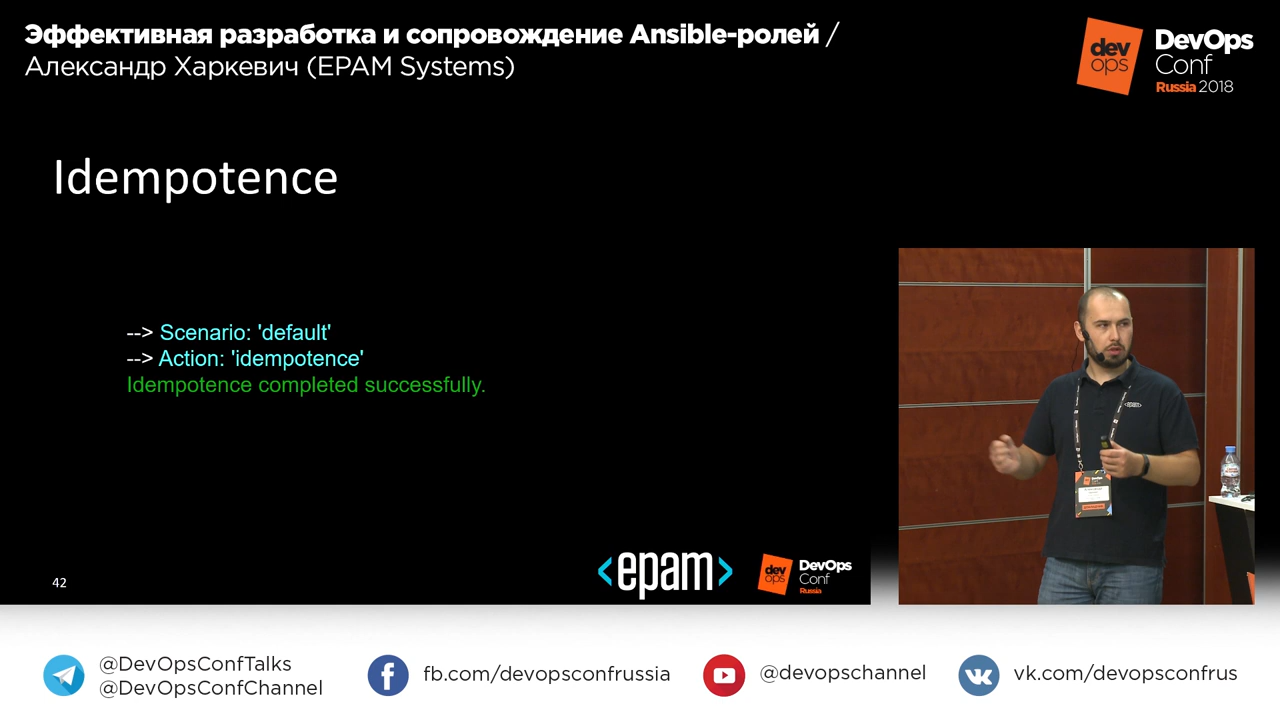 Эффективная разработка и сопровождение Ansible-ролей /
Александр Харкевич (EPAM Systems)
dev
ops
DevOps
Conf
Russia 2018
Idempotence
--> Scenario: 'default'
--> Action: 'idempotence'
Idempotence completed successfully.
42
<epam>
dev
ops
DevOps
Conf
Russia
@DevOpsConfTalks
@DevOpsConfChannel
fb.com/devopsconfrussia
@devopschannel
vk.com/devopsconfrus